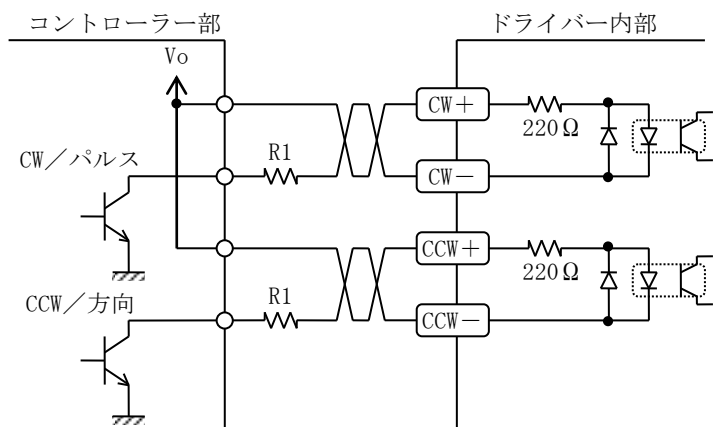 コントローラー部
ドライバー内部
Vo
CW＋
220Ω
R1
CW／パルス
CW－
CCW＋
220Ω
R1
CCW／方向
CCW－